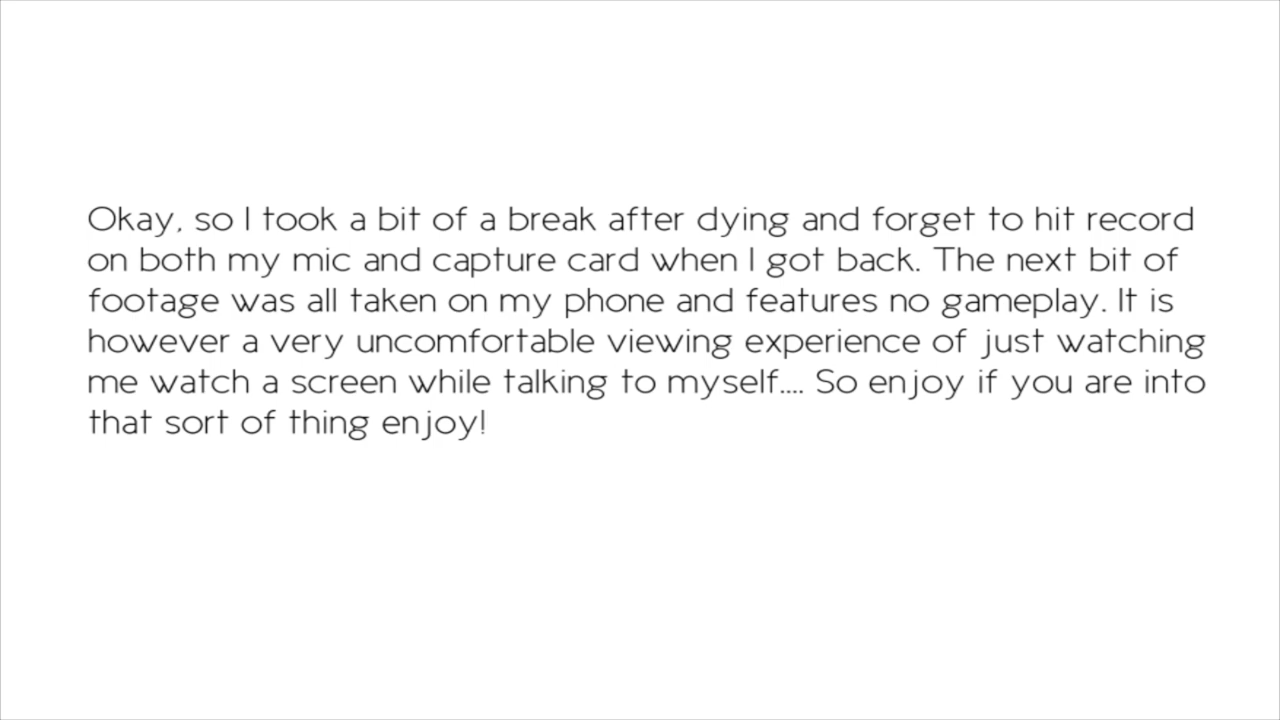 Okay, so I took a bit of a break after dying and forget to hit record
on both my mic and capture card when I got back. The next bit of
footage was all taken on my phone and features no gameplay. It is
however a very uncomfortable viewing experience of just watching
me watch a screen while talking to myself.... So enjoy if you are into
that sort of thing enjoy!